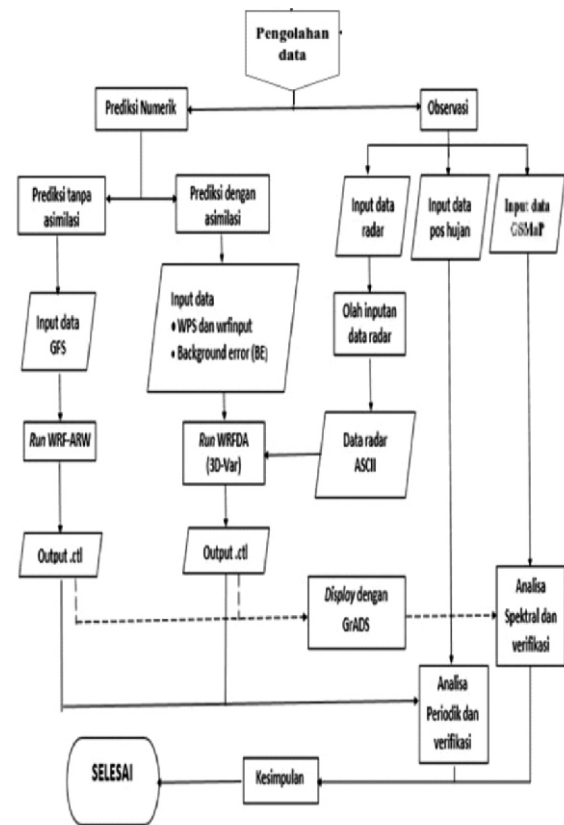 Pengolahan
data
Prediksi Numerik
Observasi
Prediksi tanpa
asimilasi
Prediksi dengan
asimilasi
Input data
radar
Input data
pos hujan
Input data
GSMaP
Input data
GFS
Input data
• WPS dan wrfinput
• Background error (BE)
Olah inputan
data radar
Run WRF-ARW
Run WRFDA
(3D-Var)
Data radar
ASCII
Output .ctl
Output .ctl
Display dengan
GrADS
Analisa
Spektral dan
verifikasi
Analisa
Periodik dan
verifikasi
SELESAI
Kesimpulan